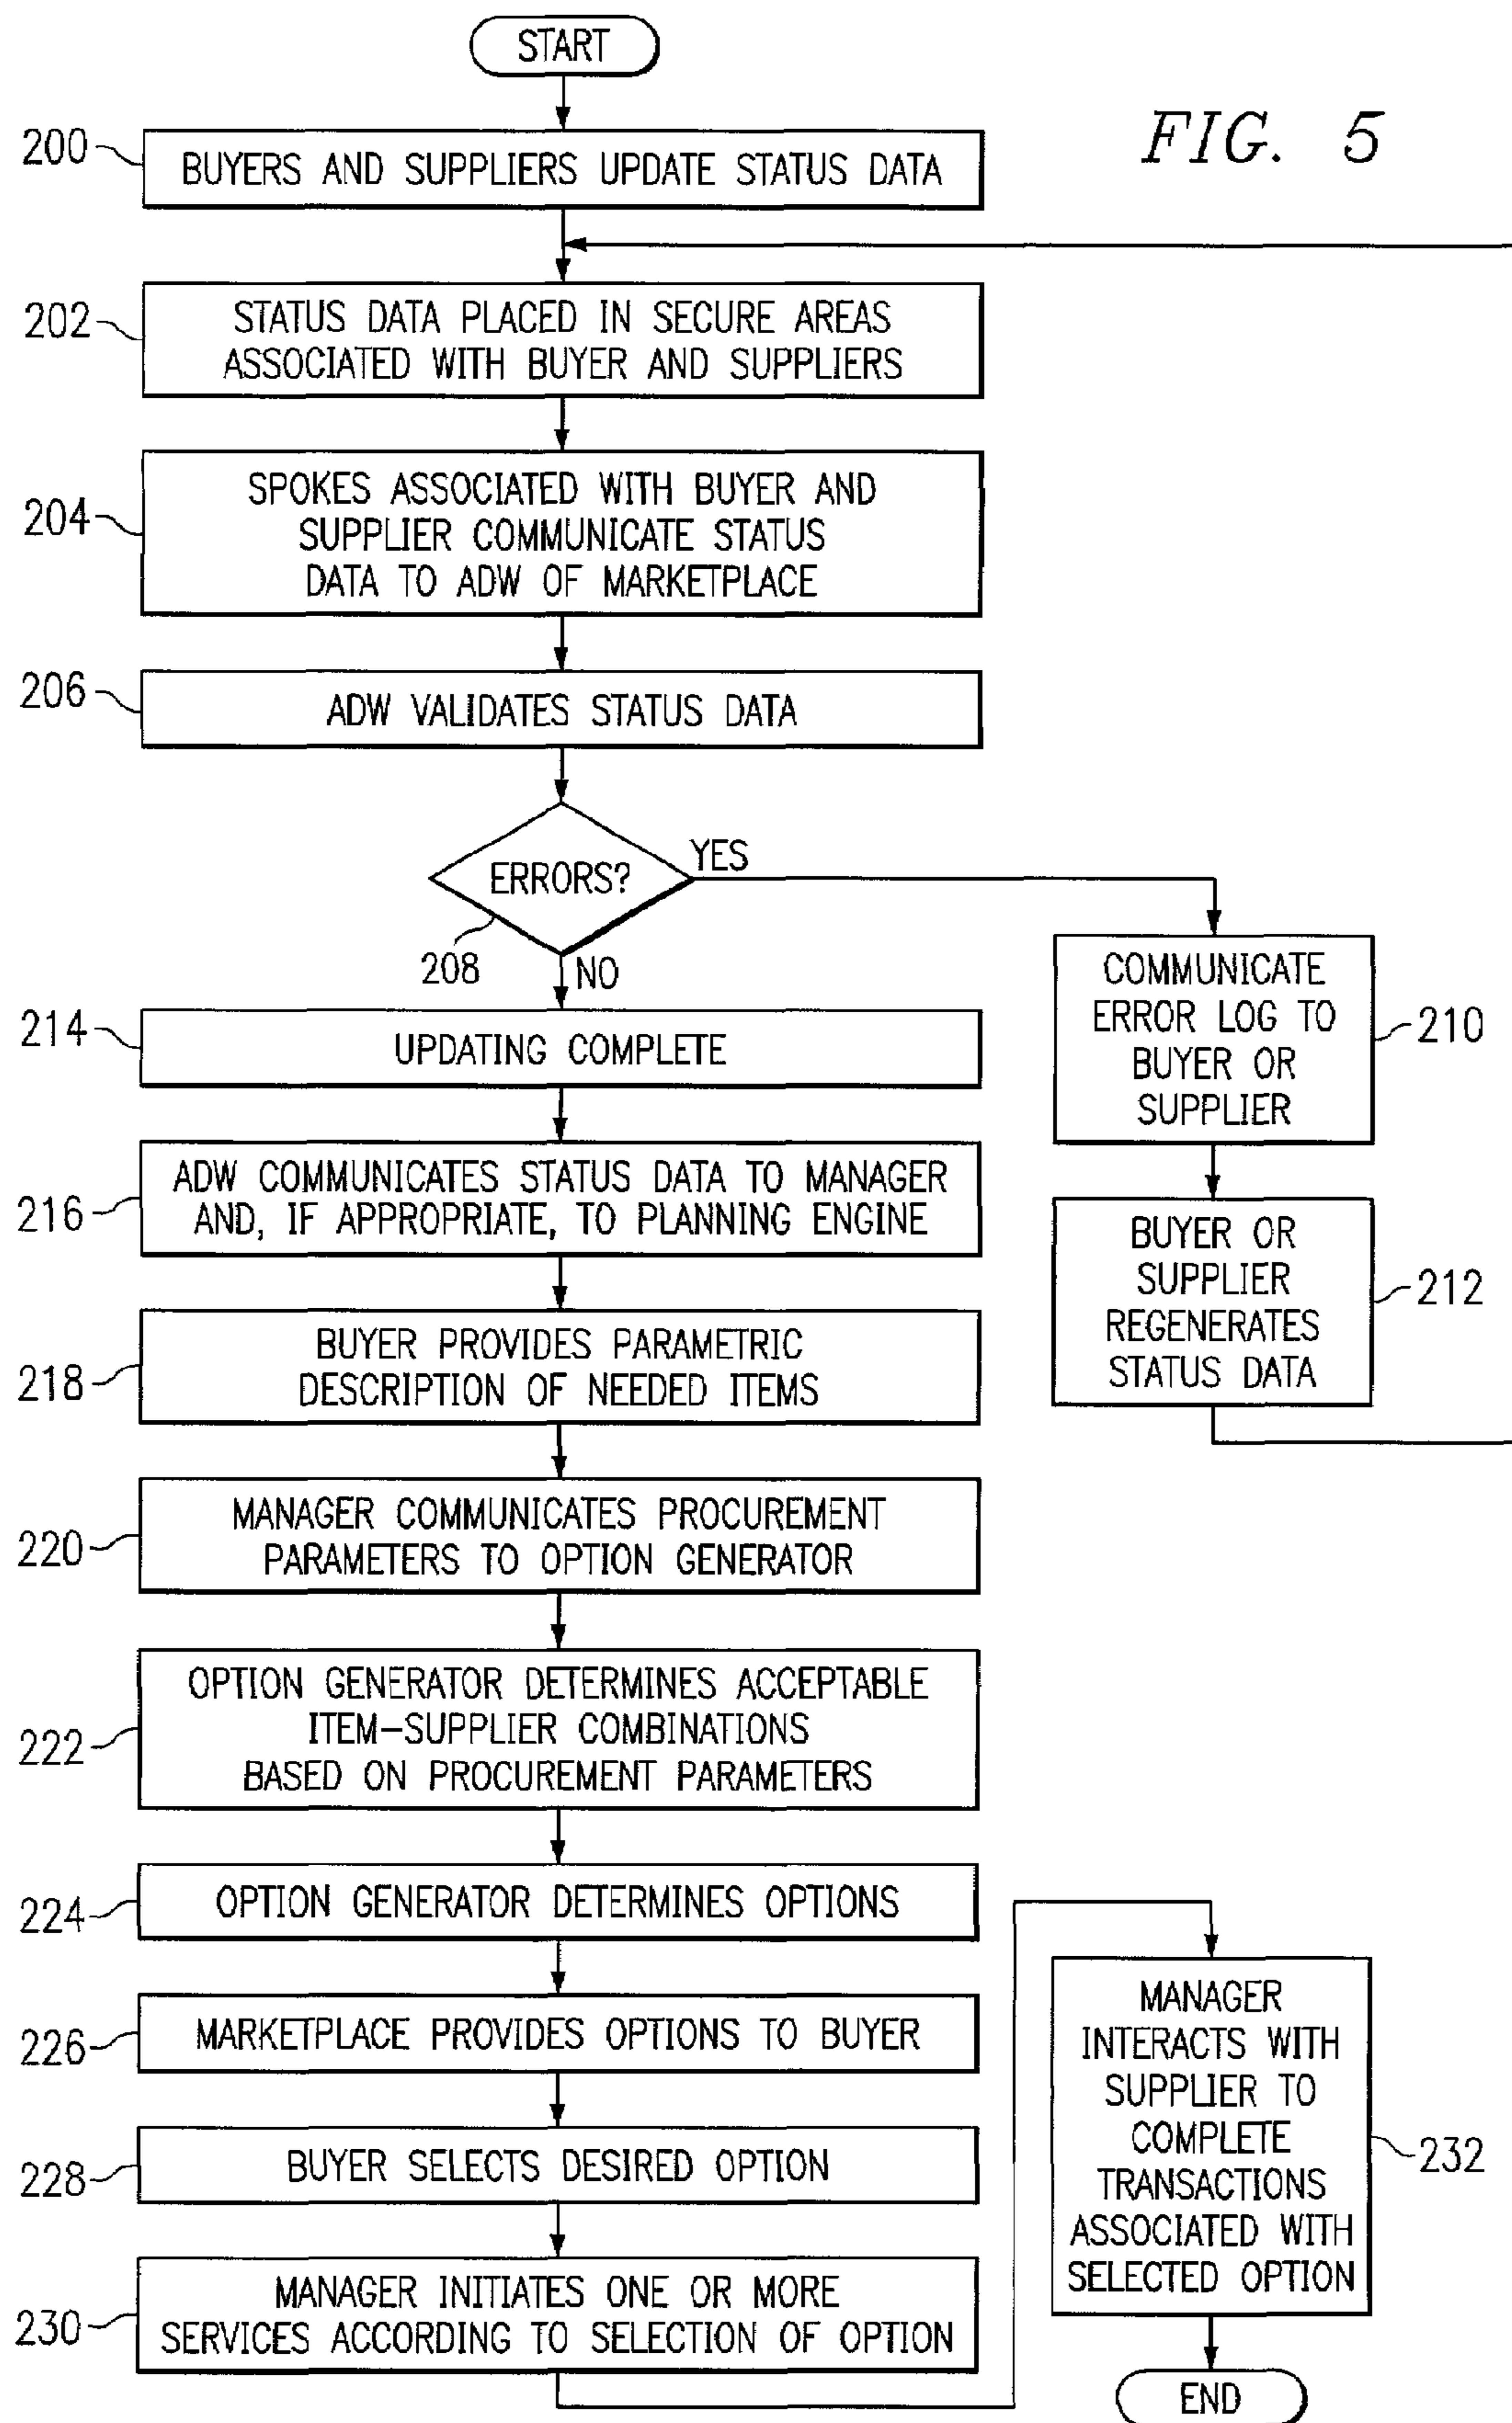 START
FIG. 5
200
BUYERS AND SUPPLIERS UPDATE STATUS DATA
202
STATUS DATA PLACED IN SECURE AREAS
ASSOCIATED WITH BUYER AND SUPPLIERS
204
SPOKES ASSOCIATED WITH BUYER AND
SUPPLIER COMMUNICATE STATUS
DATA TO ADW OF MARKETPLACE
206
ADW VALIDATES STATUS DATA
ERRORS?
YES
208
NO
COMMUNICATE
ERROR LOG TO
BUYER OR
SUPPLIER
210
BUYER OR
SUPPLIER
REGENERATES
STATUS DATA
212
214
UPDATING COMPLETE
216
ADW COMMUNICATES STATUS DATA TO MANAGER
AND, IF APPROPRIATE, TO PLANNING ENGINE
218
BUYER PROVIDES PARAMETRIC
DESCRIPTION OF NEEDED ITEMS
220
MANAGER COMMUNICATES PROCUREMENT
PARAMETERS TO OPTION GENERATOR
222
OPTION GENERATOR DETERMINES ACCEPTABLE
ITEM-SUPPLIER COMBINATIONS
BASED ON PROCUREMENT PARAMETERS
224
OPTION GENERATOR DETERMINES OPTIONS
226
MARKETPLACE PROVIDES OPTIONS TO BUYER
228
BUYER SELECTS DESIRED OPTION
230
MANAGER INITIATES ONE OR MORE
SERVICES ACCORDING TO SELECTION OF OPTION
MANAGER
INTERACTS WITH
SUPPLIER TO
COMPLETE
TRANSACTIONS
ASSOCIATED WITH
SELECTED OPTION
232
END